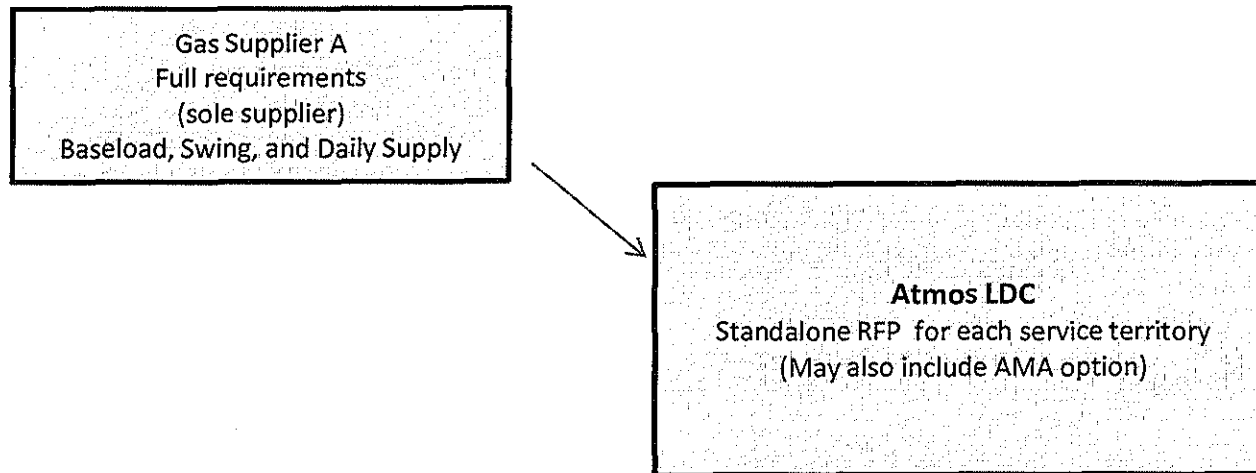 Gas Supplier A
Full requirements
(sole supplier)
Baseload, Swing, and Daily Supply
Atmos LDC
Standalone RFP for each service territory
(May also include AMA option)